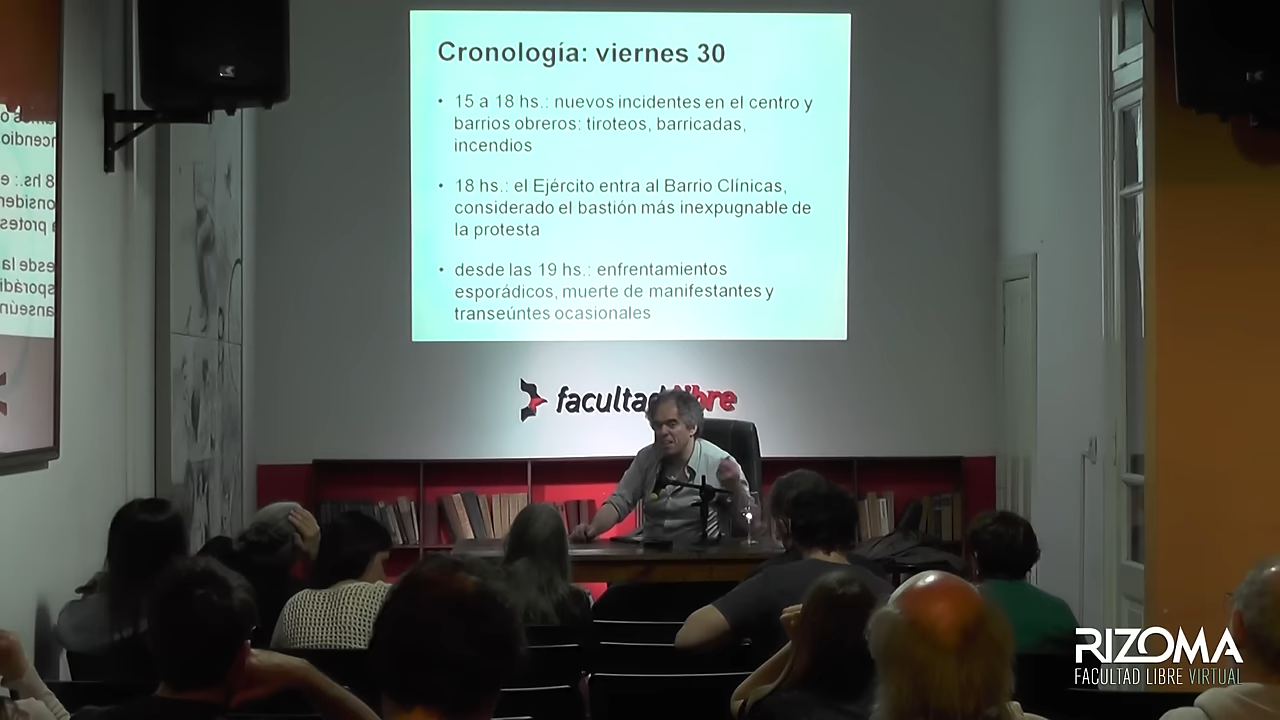 Cronología: viernes 30
• 15 a 18 hs.: nuevos incidentes en el centro y
barrios obreros: tiroteos, barricadas,
incendios
• 18 hs.: el Ejército entra al Barrio Clínicas,
considerado el bastión más inexpugnable de
la protesta
• desde las 19 hs.: enfrentamientos
esporádicos, muerte de manifestantes y
transeúntes ocasionales
facultad libre
RIZOMA
FACULTAD LIBRE VIRTUAL